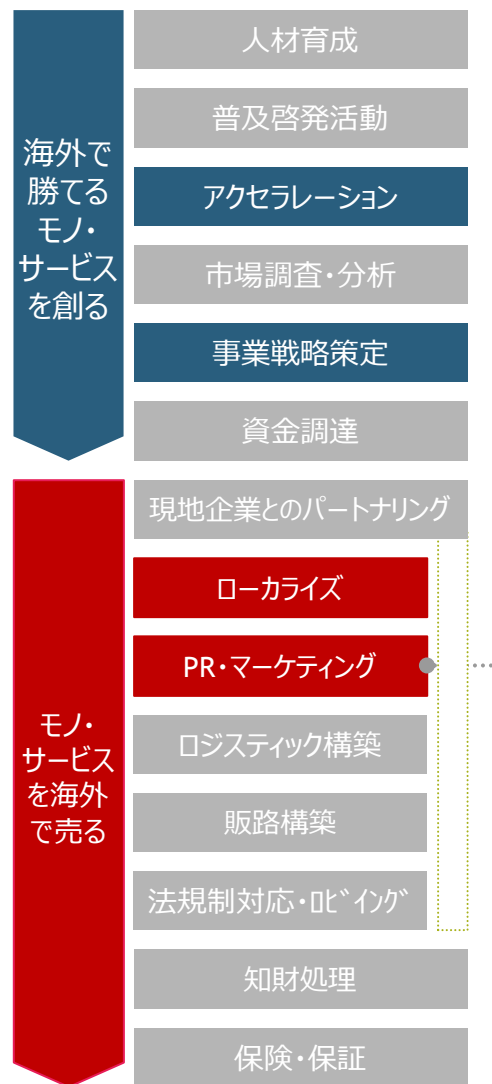 海外で
勝てる
モノ・
サービス
を創る
人材育成
普及啓発活動
アクセラレーション
市場調査・分析
事業戦略策定
資金調達
モノ・
サービス
を海外
で売る
現地企業とのパートナリング
ローカライズ
PR・マーケティング
ロジスティック構築
販路構築
法規制対応・ロビイング
知財処理
保険・保証